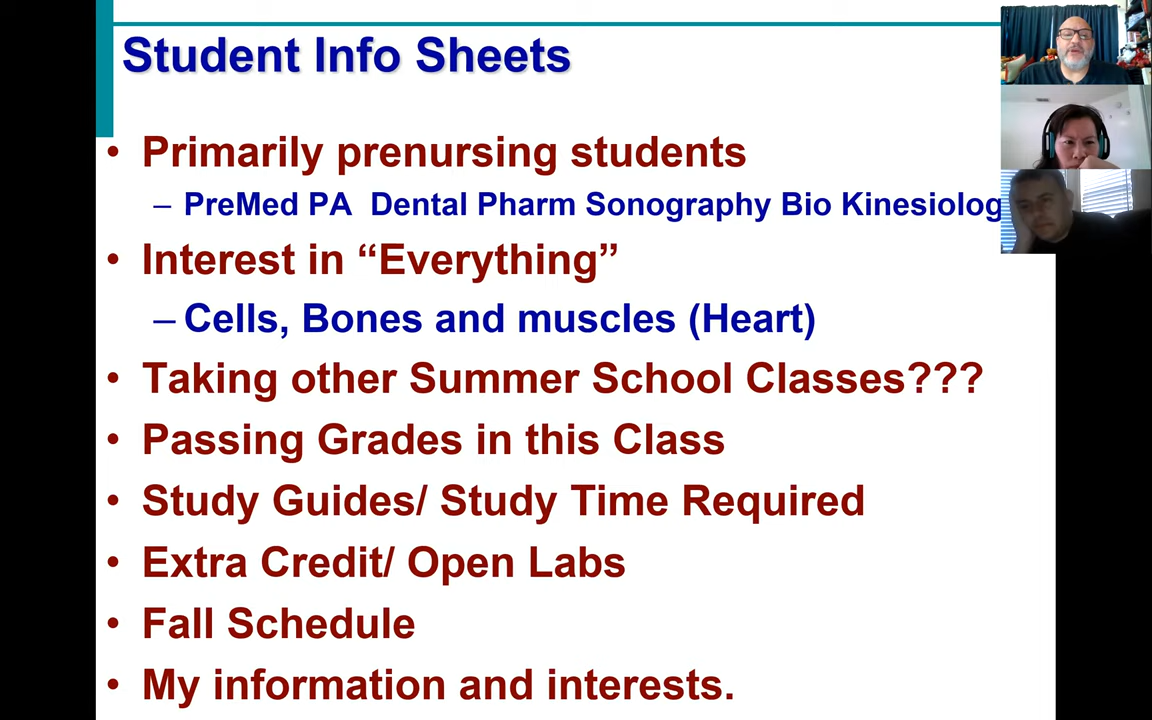 Student Info Sheets
• Primarily prenursing students
– PreMed PA Dental Pharm Sonography Bio Kinesiolog
• Interest in “Everything”
– Cells, Bones and muscles (Heart)
• Taking other Summer School Classes???
• Passing Grades in this Class
• Study Guides/ Study Time Required
• Extra Credit/ Open Labs
• Fall Schedule
• My information and interests.